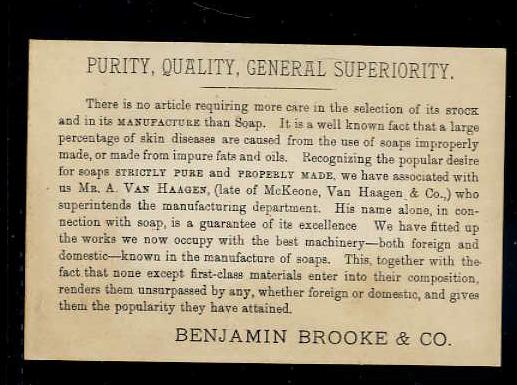 PURITY, QUALITY, GENERAL SUPERIORITY.
There is no article requiring more care in the selection of its STOCK
and in its MANUFACTURE than Soap. It is a well known fact that a large
percentage of skin diseases are caused from the use of soaps improperly
made, or made from impure fats and oils. Recognizing the popular desire
for soaps STRICTLY PURE and PROPERLY MADE, we have associated with
us MR. A. VAN HAAGEN, (late of McKeone, Van Haagen & Co.,) who
superintends the manufacturing department. His name alone, in con-
nection with soap, is a guarantee of its excellence We have fitted up
the works we now occupy with the best machinery—both foreign and
domestic—known in the manufacture of soaps. This, together with the
fact that none except first-class materials enter into their composition,
renders them unsurpassed by any, whether foreign or domestic, and gives
them the popularity they have attained.
BENJAMIN BROOKE & CO.